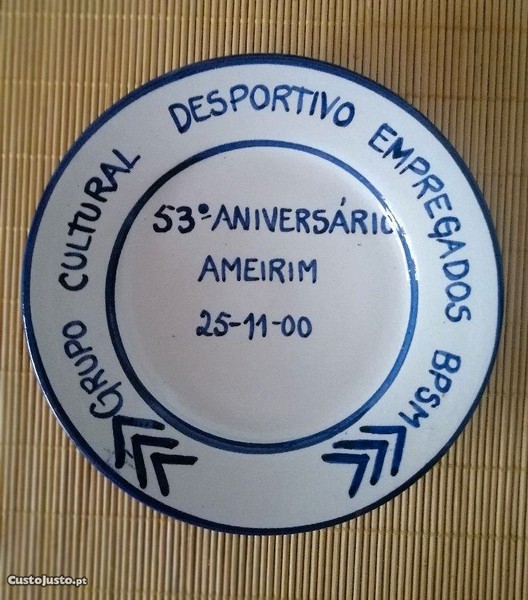 GRUPO CULTURAL DESPORTIVO EMPREGADOS BPSM
53º ANIVERSÁRIO
AMEIRIM
25-11-00
CustoJusto.pt